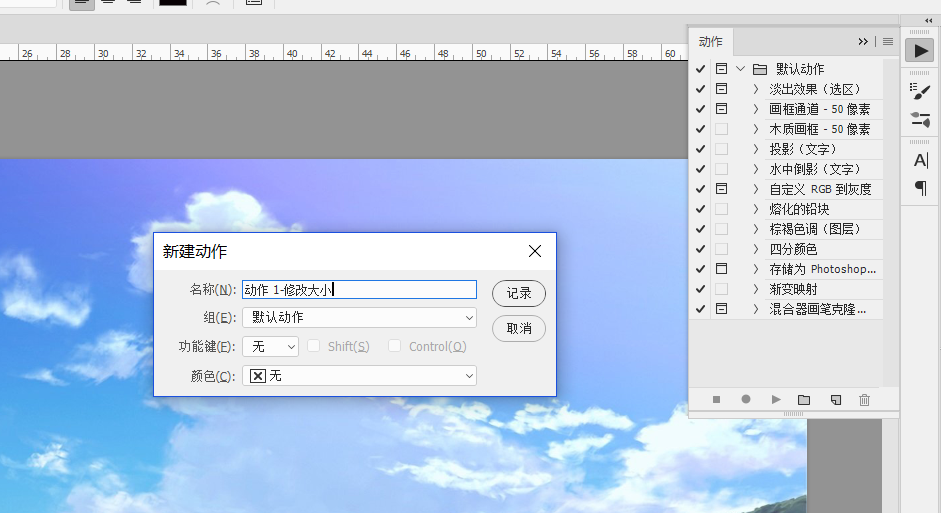 26 28 30 32 34 36 38 40 42 44 46 48 50 52 54 56 58 60
动作
默认动作
淡出效果（选区）
画框通道 - 50 像素
木质画框 - 50 像素
投影（文字）
水中倒影（文字）
自定义 RGB 到灰度
熔化的铅块
棕褐色调（图层）
四分颜色
存储为 Photoshop...
渐变映射
混合器画笔克隆...
新建动作
名称(N): 动作 1-修改大小
记录
组(E): 默认动作
取消
功能键(F): 无 Shift(S) Control(O)
颜色(C): 无